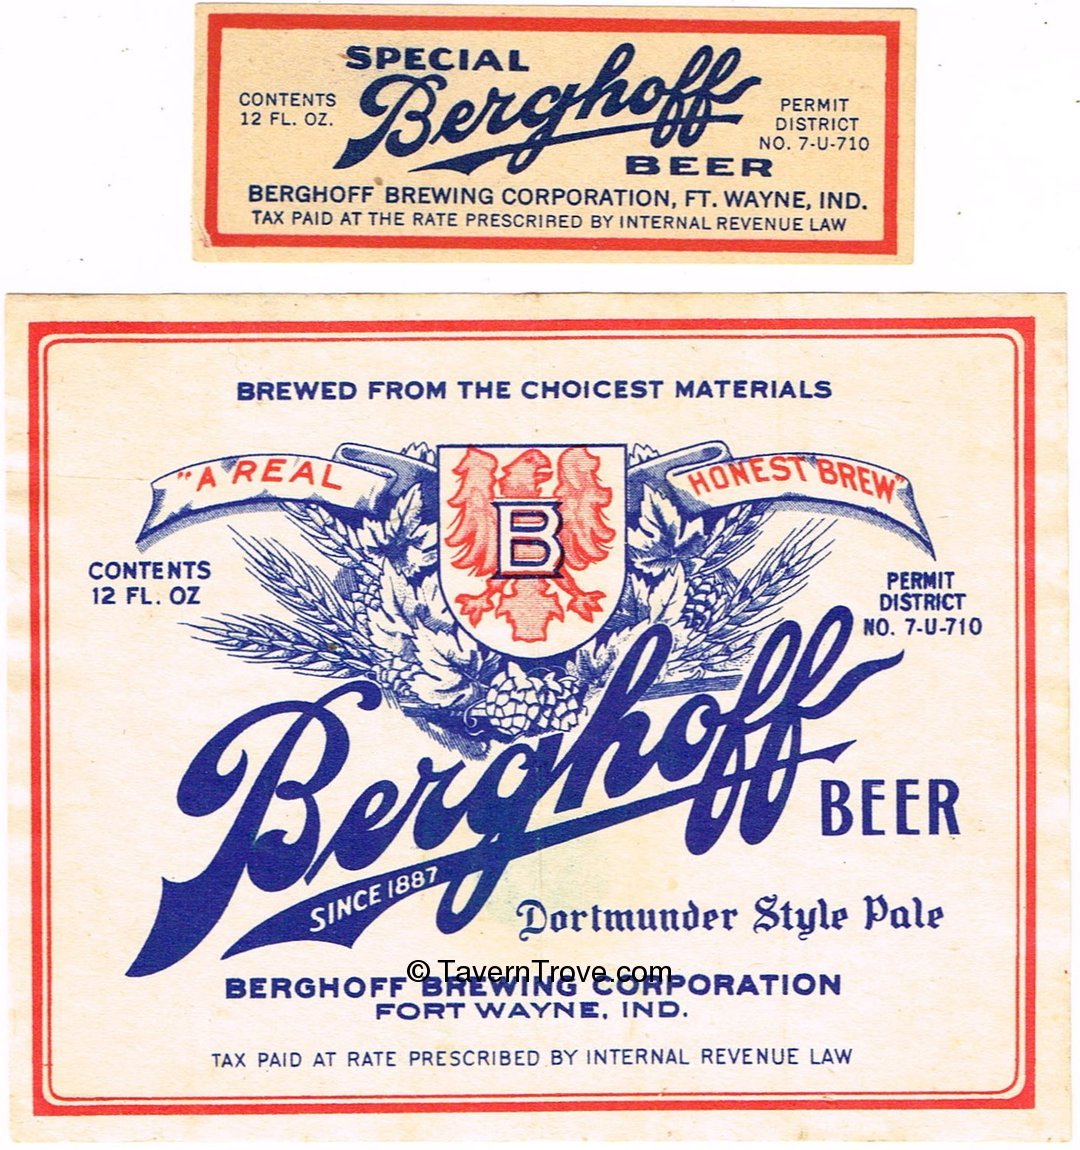 SPECIAL
Berghoff
BEER
CONTENTS
12 FL. OZ.
PERMIT
DISTRICT
NO. 7-U-710
BERGHOFF BREWING CORPORATION, FT. WAYNE, IND.
TAX PAID AT THE RATE PRESCRIBED BY INTERNAL REVENUE LAW
BREWED FROM THE CHOICEST MATERIALS
"A REAL HONEST BREW"
B
CONTENTS
12 FL. OZ
PERMIT
DISTRICT
NO. 7-U-710
Berghoff
BEER
SINCE 1887
Dortmunder Style Pale
© TavernTrove.com
BERGHOFF BREWING CORPORATION
FORT WAYNE, IND.
TAX PAID AT RATE PRESCRIBED BY INTERNAL REVENUE LAW